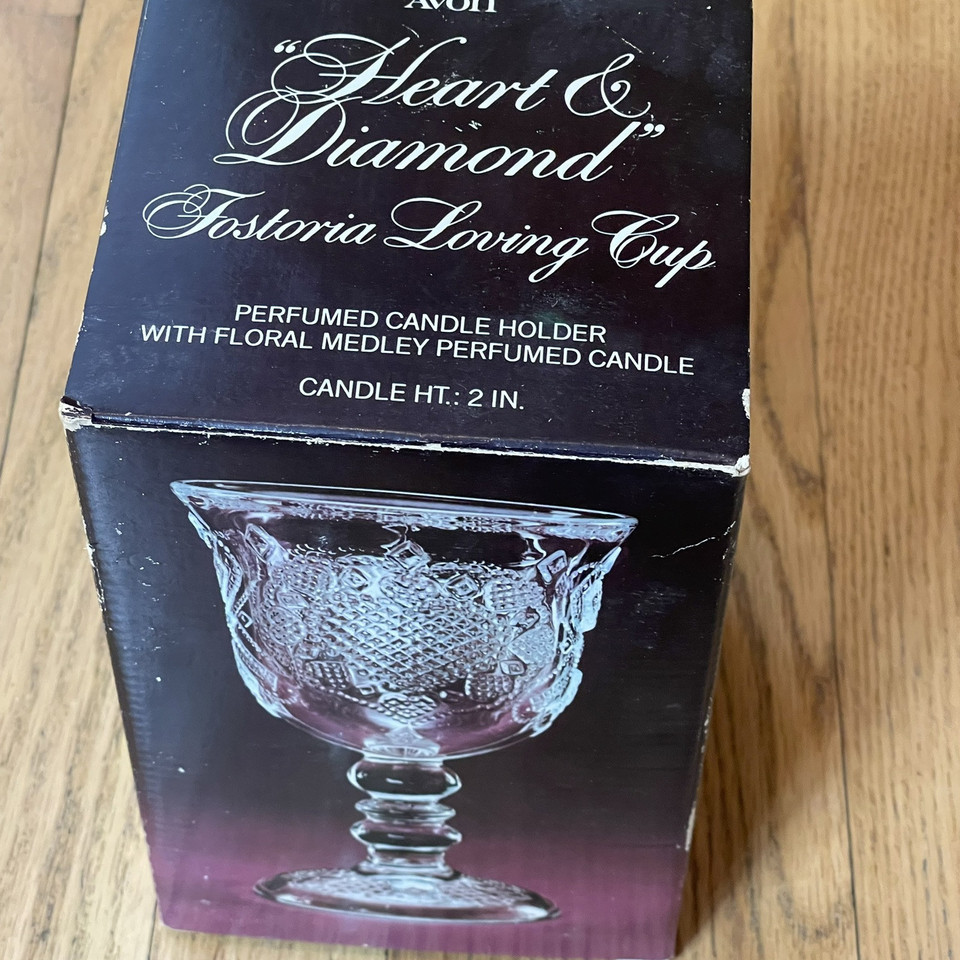 AVON
“Heart &
Diamond”
Fostoria Loving Cup
PERFUMED CANDLE HOLDER
WITH FLORAL MEDLEY PERFUMED CANDLE
CANDLE HT.: 2 IN.